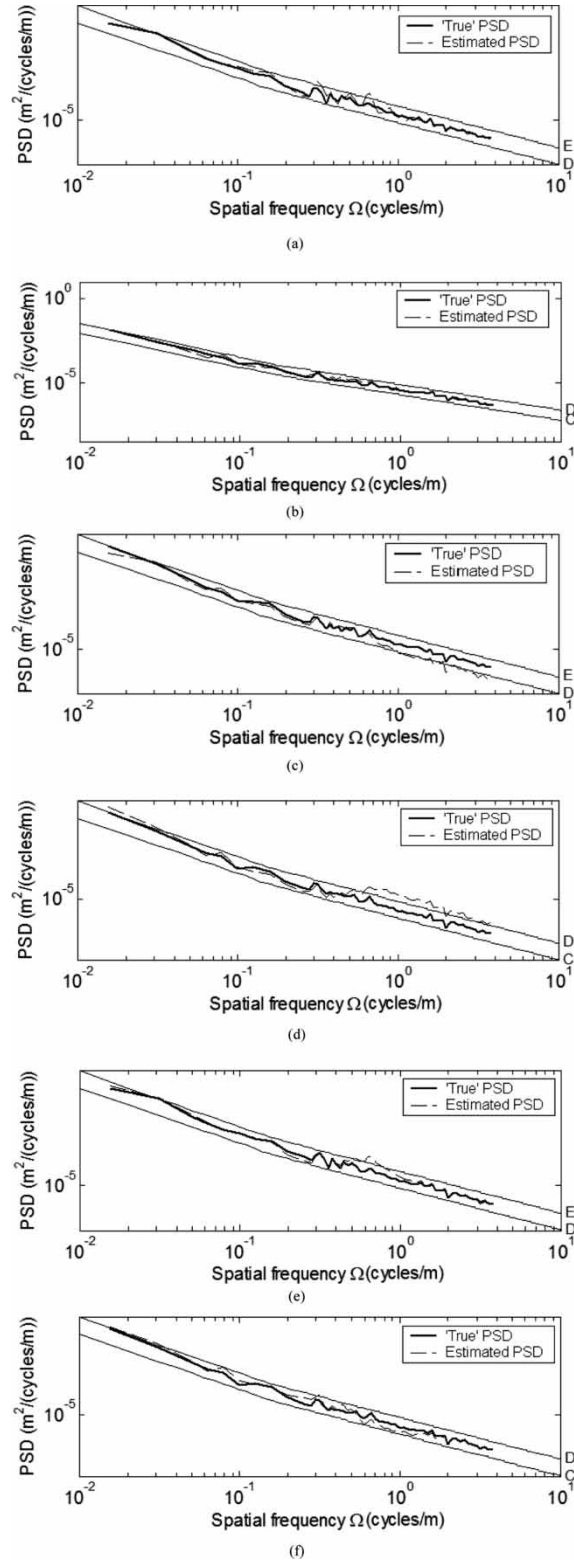 'True' PSD
Estimated PSD
PSD (m²/(cycles/m))
10⁻⁵
E
D
10⁻² 10⁻¹ 10⁰ 10¹
Spatial frequency Ω (cycles/m)
(a)
'True' PSD
Estimated PSD
PSD (m²/(cycles/m))
10⁰
10⁻⁵
D
C
10⁻² 10⁻¹ 10⁰ 10¹
Spatial frequency Ω (cycles/m)
(b)
'True' PSD
Estimated PSD
PSD (m²/(cycles/m))
10⁻⁵
E
D
10⁻² 10⁻¹ 10⁰ 10¹
Spatial frequency Ω (cycles/m)
(c)
'True' PSD
Estimated PSD
PSD (m²/(cycles/m))
10⁻⁵
D
C
10⁻² 10⁻¹ 10⁰ 10¹
Spatial frequency Ω (cycles/m)
(d)
'True' PSD
Estimated PSD
PSD (m²/(cycles/m))
10⁻⁵
E
D
10⁻² 10⁻¹ 10⁰ 10¹
Spatial frequency Ω (cycles/m)
(e)
'True' PSD
Estimated PSD
PSD (m²/(cycles/m))
10⁻⁵
D
C
10⁻² 10⁻¹ 10⁰ 10¹
Spatial frequency Ω (cycles/m)
(f)